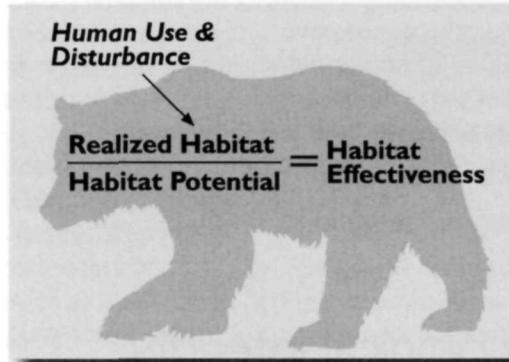 Human Use &
Disturbance
Realized Habitat
Habitat Potential
=
Habitat
Effectiveness